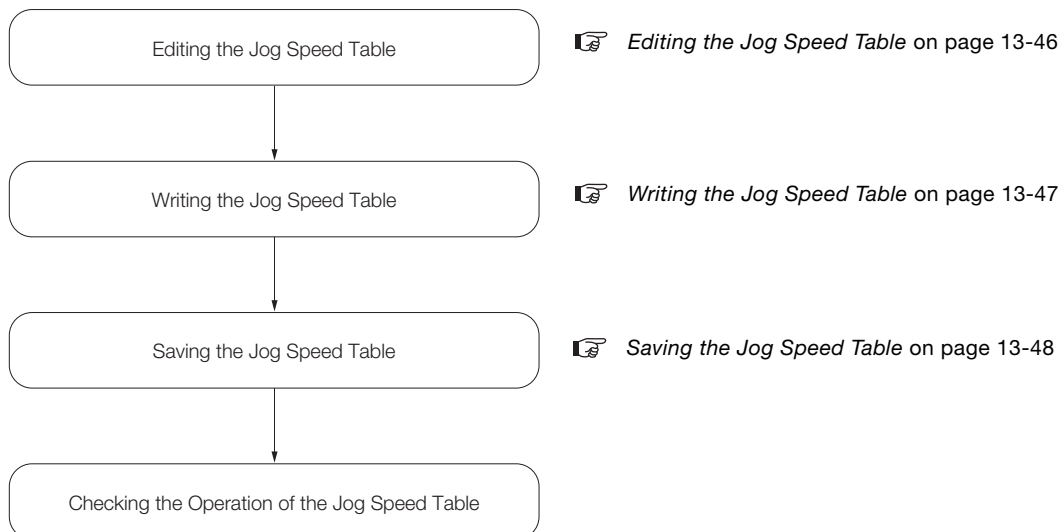 Editing the Jog Speed Table
Editing the Jog Speed Table on page 13-46
Writing the Jog Speed Table
Writing the Jog Speed Table on page 13-47
Saving the Jog Speed Table
Saving the Jog Speed Table on page 13-48
Checking the Operation of the Jog Speed Table